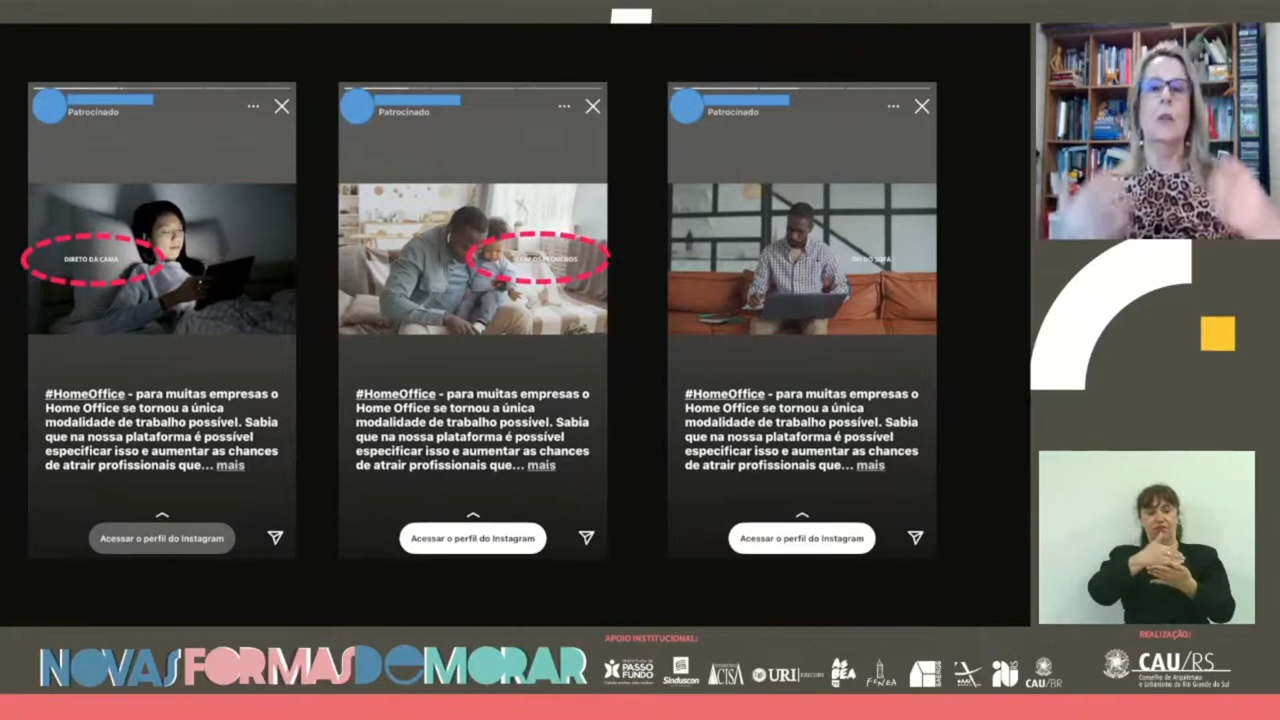 Patrocinado
DIRETO DA CAMA
#HomeOffice - para muitas empresas o
Home Office se tornou a única
modalidade de trabalho possível. Sabia
que na nossa plataforma é possível
especificar isso e aumentar as chances
de atrair profissionais que... mais
Acessar o perfil do Instagram
Patrocinado
COM OS PEQUENOS
#HomeOffice - para muitas empresas o
Home Office se tornou a única
modalidade de trabalho possível. Sabia
que na nossa plataforma é possível
especificar isso e aumentar as chances
de atrair profissionais que... mais
Acessar o perfil do Instagram
Patrocinado
OU DO SOFÁ
#HomeOffice - para muitas empresas o
Home Office se tornou a única
modalidade de trabalho possível. Sabia
que na nossa plataforma é possível
especificar isso e aumentar as chances
de atrair profissionais que... mais
Acessar o perfil do Instagram
NOVAS FORMAS DE MORAR
APOIO INSTITUCIONAL:
PASSO
FUNDO
Sinduscon
ACISA
URI
ASBEA
FENEA
SAERGS
IAB
CAU/BR
REALIZAÇÃO:
CAU/RS
Conselho de Arquitetura
e Urbanismo do Rio Grande do Sul